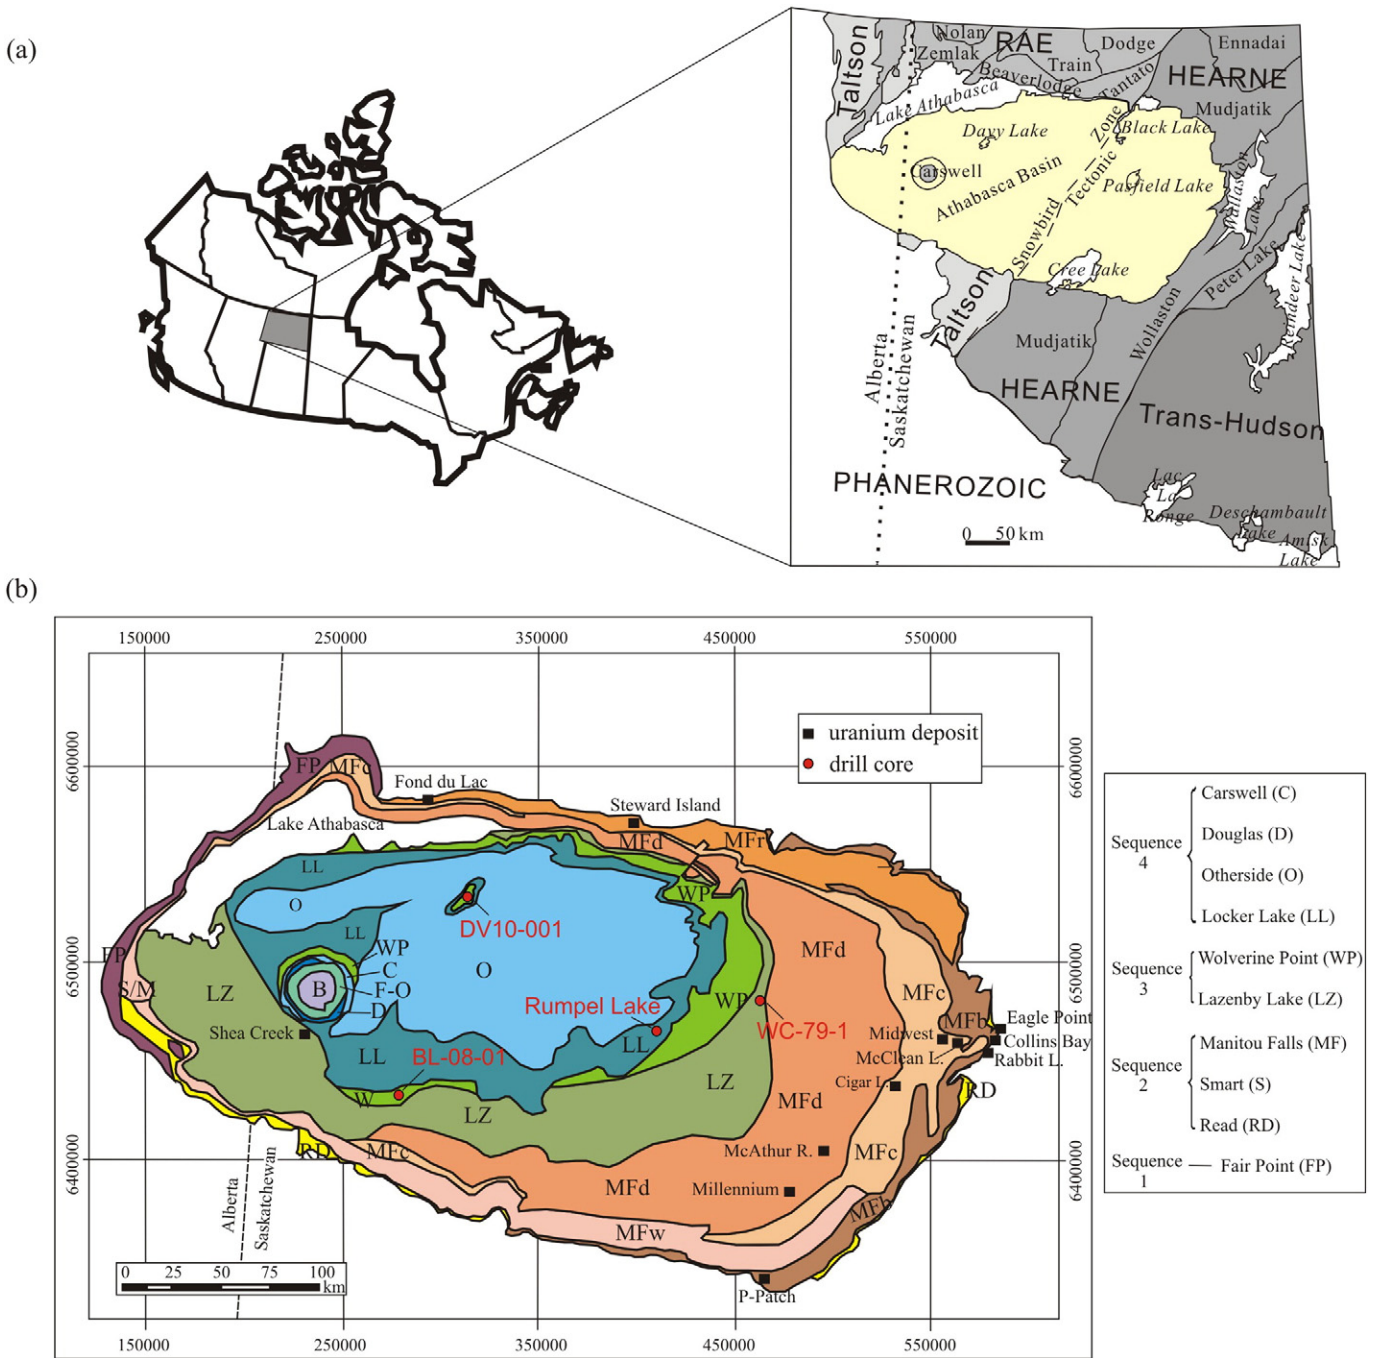 (a)
Taltson
Nolan
Zemlak
RAE
Train
Dodge
Ennadai
HEARNE
Beaverlodge
Tantato
Mudjatik
Lake Athabasca
Davy Lake
Black Lake
Carswell
Athabasca Basin
Snowbird Tectonic Zone
Pasfield Lake
Wollaston
Lake
Cree Lake
Peter Lake
Reindeer Lake
Taltson
Mudjatik
Wollaston
HEARNE
Trans-Hudson
Alberta
Saskatchewan
PHANEROZOIC
Lac
La
Ronge
Deschambault
Lake
Amisk
Lake
0 50 km
(b)
150000 250000 350000 450000 550000
6600000
6500000
6400000
6600000
6500000
6400000
uranium deposit
drill core
FP MFc
Fond du Lac
Steward Island
Lake Athabasca
MFd
MFr
LL
O
LL
WP
C
F-O
D
B
DV10-001
O
WP
MFd
FP
S/M
LZ
Shea Creek
LL
BL-08-01
Rumpel Lake
LL
WP
WC-79-1
MFc
MFb
Eagle Point
Midwest
Collins Bay
McClean L.
Rabbit L.
Cigar L.
RD
W
LZ
LZ
MFd
RD
MFc
McAthur R.
MFc
MFd
Millennium
MFb
MFw
P-Patch
Alberta
Saskatchewan
0 25 50 75 100
km
150000 250000 350000 450000 550000
Sequence
4
Carswell (C)
Douglas (D)
Otherside (O)
Locker Lake (LL)
Sequence
3
Wolverine Point (WP)
Lazenby Lake (LZ)
Sequence
2
Manitou Falls (MF)
Smart (S)
Read (RD)
Sequence
1
Fair Point (FP)